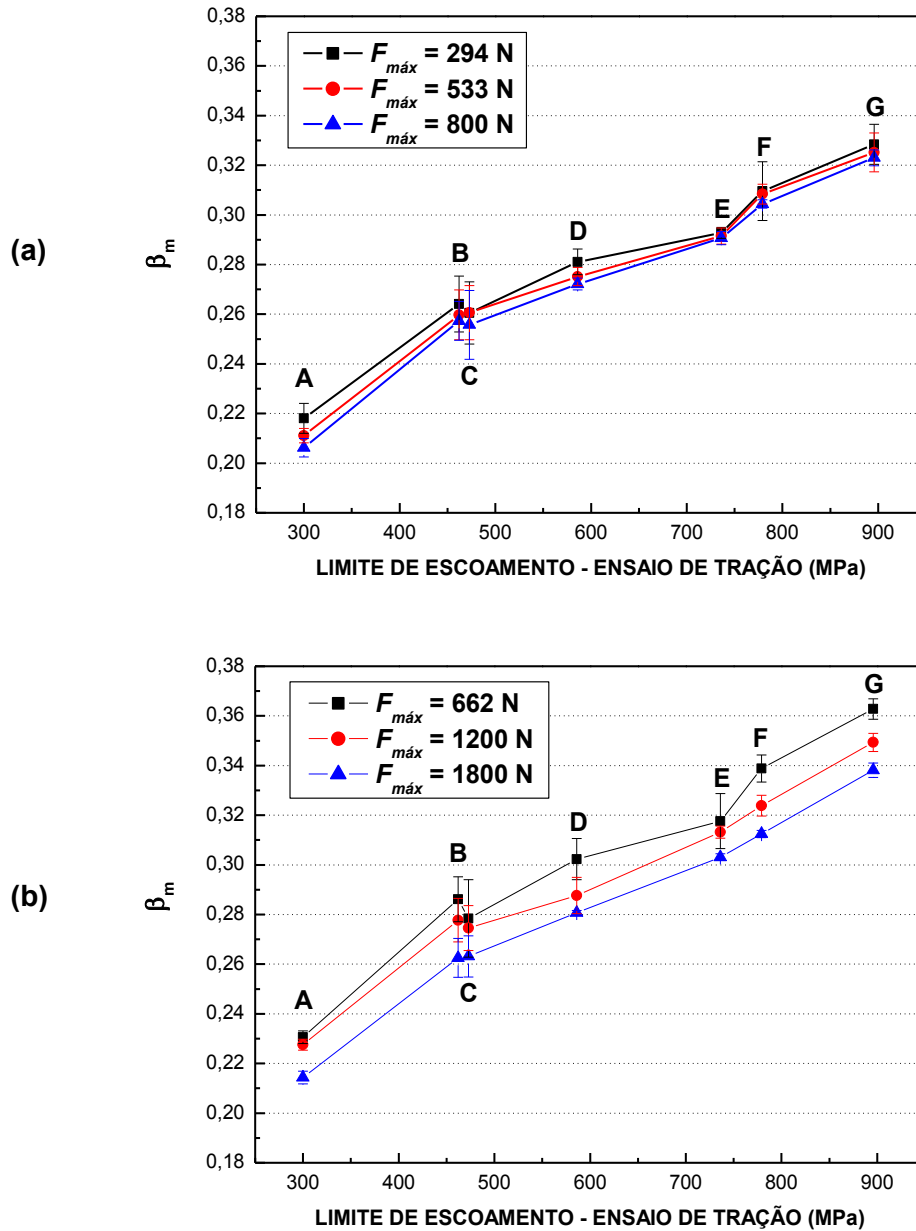 (a)
β_m
0,38
0,36
0,34
0,32
0,30
0,28
0,26
0,24
0,22
0,20
0,18
F_máx = 294 N
F_máx = 533 N
F_máx = 800 N
A
B
C
D
E
F
G
300 400 500 600 700 800 900
LIMITE DE ESCOAMENTO - ENSAIO DE TRAÇÃO (MPa)
(b)
β_m
0,38
0,36
0,34
0,32
0,30
0,28
0,26
0,24
0,22
0,20
0,18
F_máx = 662 N
F_máx = 1200 N
F_máx = 1800 N
A
B
C
D
E
F
G
300 400 500 600 700 800 900
LIMITE DE ESCOAMENTO - ENSAIO DE TRAÇÃO (MPa)